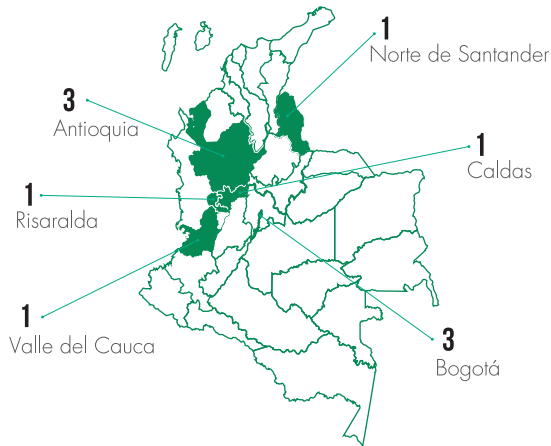 1
Norte de Santander
3
Antioquia
1
Caldas
1
Risaralda
1
Valle del Cauca
3
Bogotá